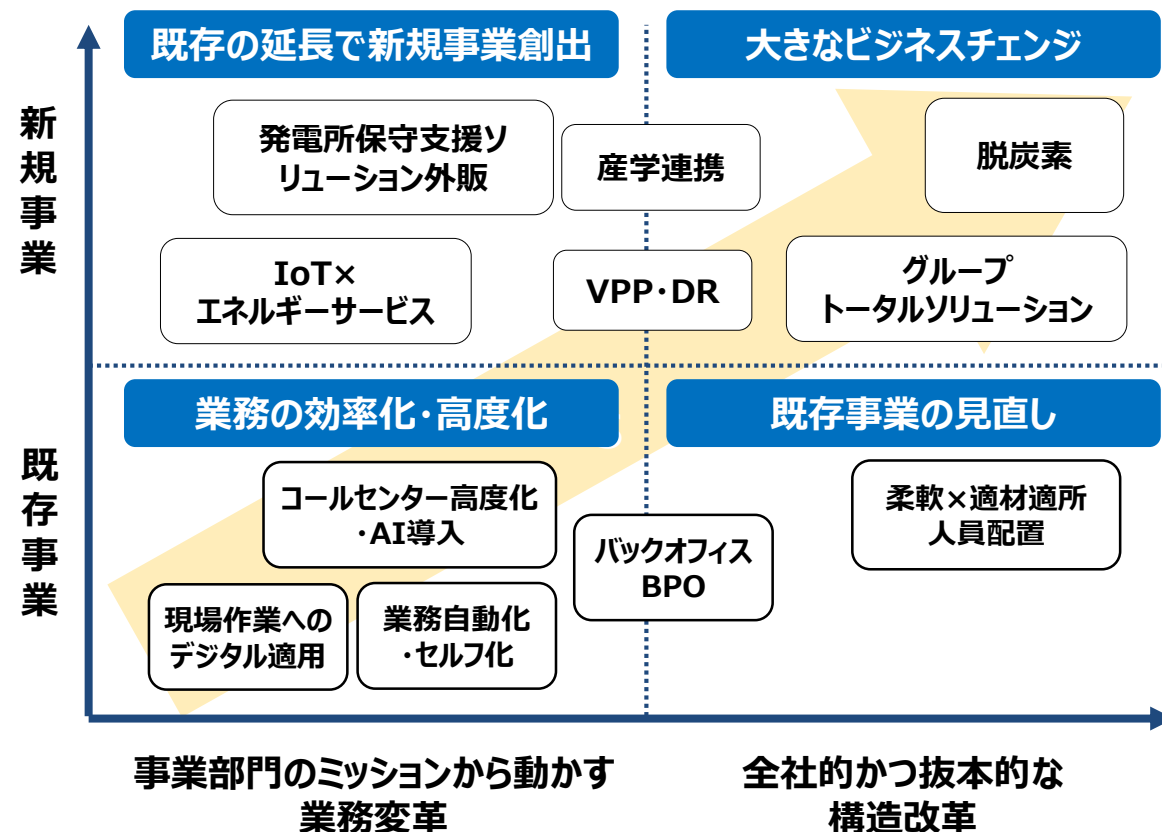 既存の延長で新規事業創出
大きなビジネスチェンジ
新規事業
発電所保守支援ソ
リューション外販
産学連携
脱炭素
IoT×
エネルギーサービス
VPP・DR
グループ
トータルソリューション
業務の効率化・高度化
既存事業の見直し
既存事業
コールセンター高度化
・AI導入
バックオフィス
BPO
柔軟×適材適所
人員配置
現場作業への
デジタル適用
業務自動化
・セルフ化
事業部門のミッションから動かす
業務変革
全社的かつ抜本的な
構造改革